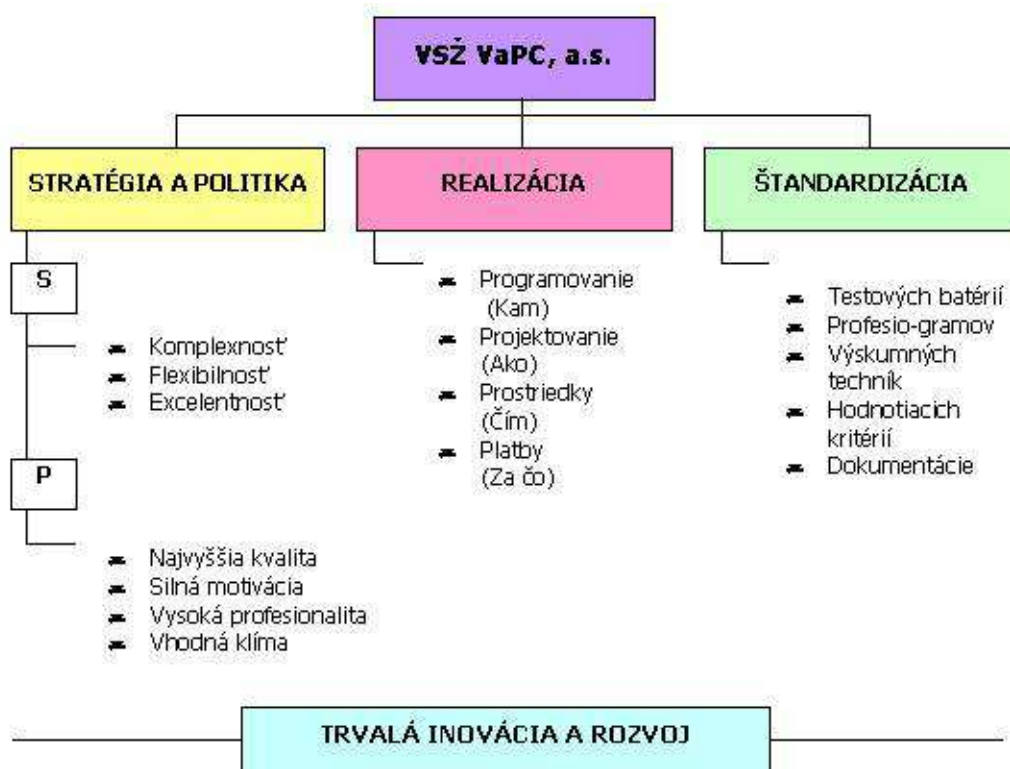 VSŽ VaPC, a.s.
STRATÉGIA A POLITIKA
S
Komplexnosť
Flexibilnosť
Excelentnosť
P
Najvyššia kvalita
Silná motivácia
Vysoká profesionalita
Vhodná klíma
REALIZÁCIA
Programovanie
(Kam)
Projektovanie
(Ako)
Prostriedky
(Čím)
Platby
(Za čo)
ŠTANDARDIZÁCIA
Testových batérií
Profesio-gramov
Výskumných
techník
Hodnotiacich
kritérií
Dokumentácie
TRVALÁ INOVÁCIA A ROZVOJ